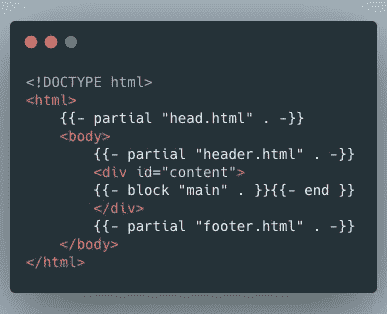 <!DOCTYPE html>
<html>
    {{- partial "head.html" . -}}
    <body>
        {{- partial "header.html" . -}}
        <div id="content">
        {{- block "main" . }}{{- end }}
        </div>
        {{- partial "footer.html" . -}}
    </body>
</html>